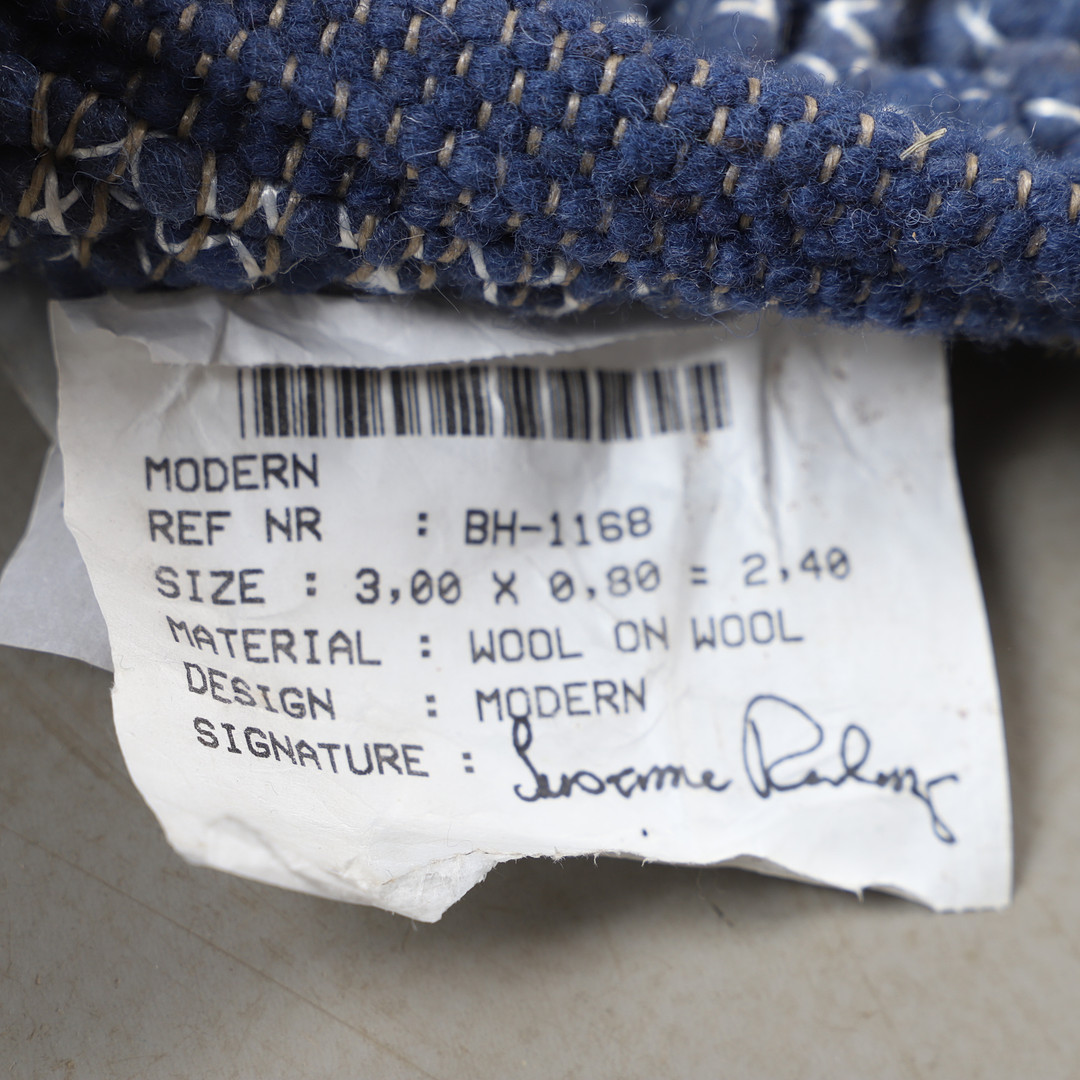 MODERN
REF NR : BH-1168
SIZE : 3,00 X 0,80 = 2,40
MATERIAL : WOOL ON WOOL
DESIGN : MODERN
SIGNATURE :